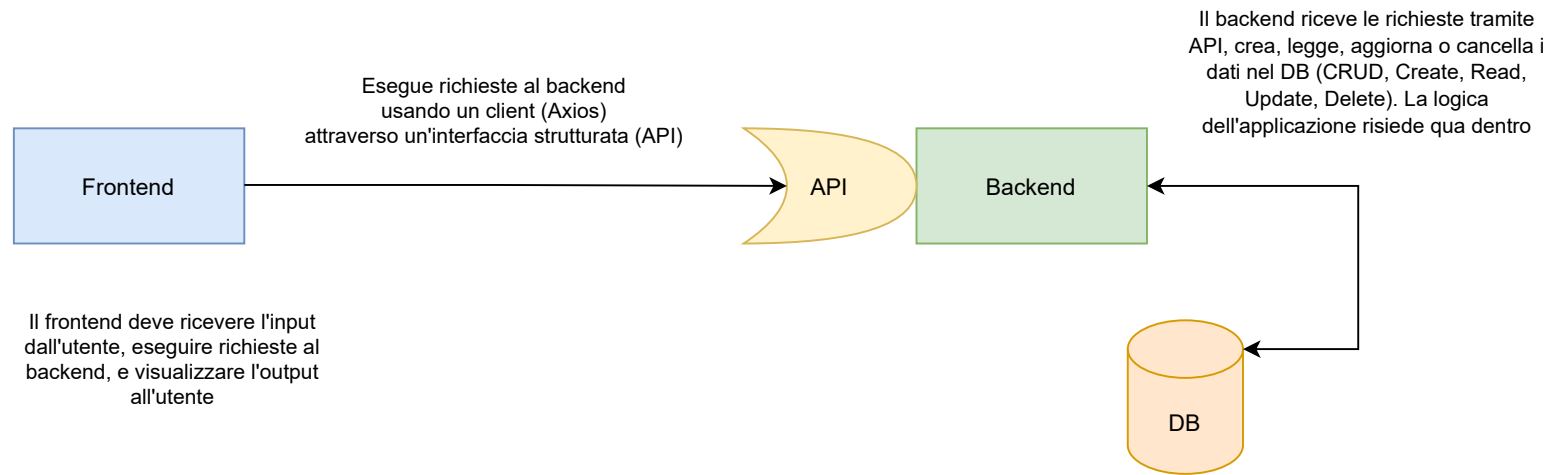 Il backend riceve le richieste tramite
API, crea, legge, aggiorna o cancella i
dati nel DB (CRUD, Create, Read,
Update, Delete). La logica
dell'applicazione risiede qua dentro
Esegue richieste al backend
usando un client (Axios)
attraverso un'interfaccia strutturata (API)
Frontend
API
Backend
Il frontend deve ricevere l'input
dall'utente, eseguire richieste al
backend, e visualizzare l'output
all'utente
DB